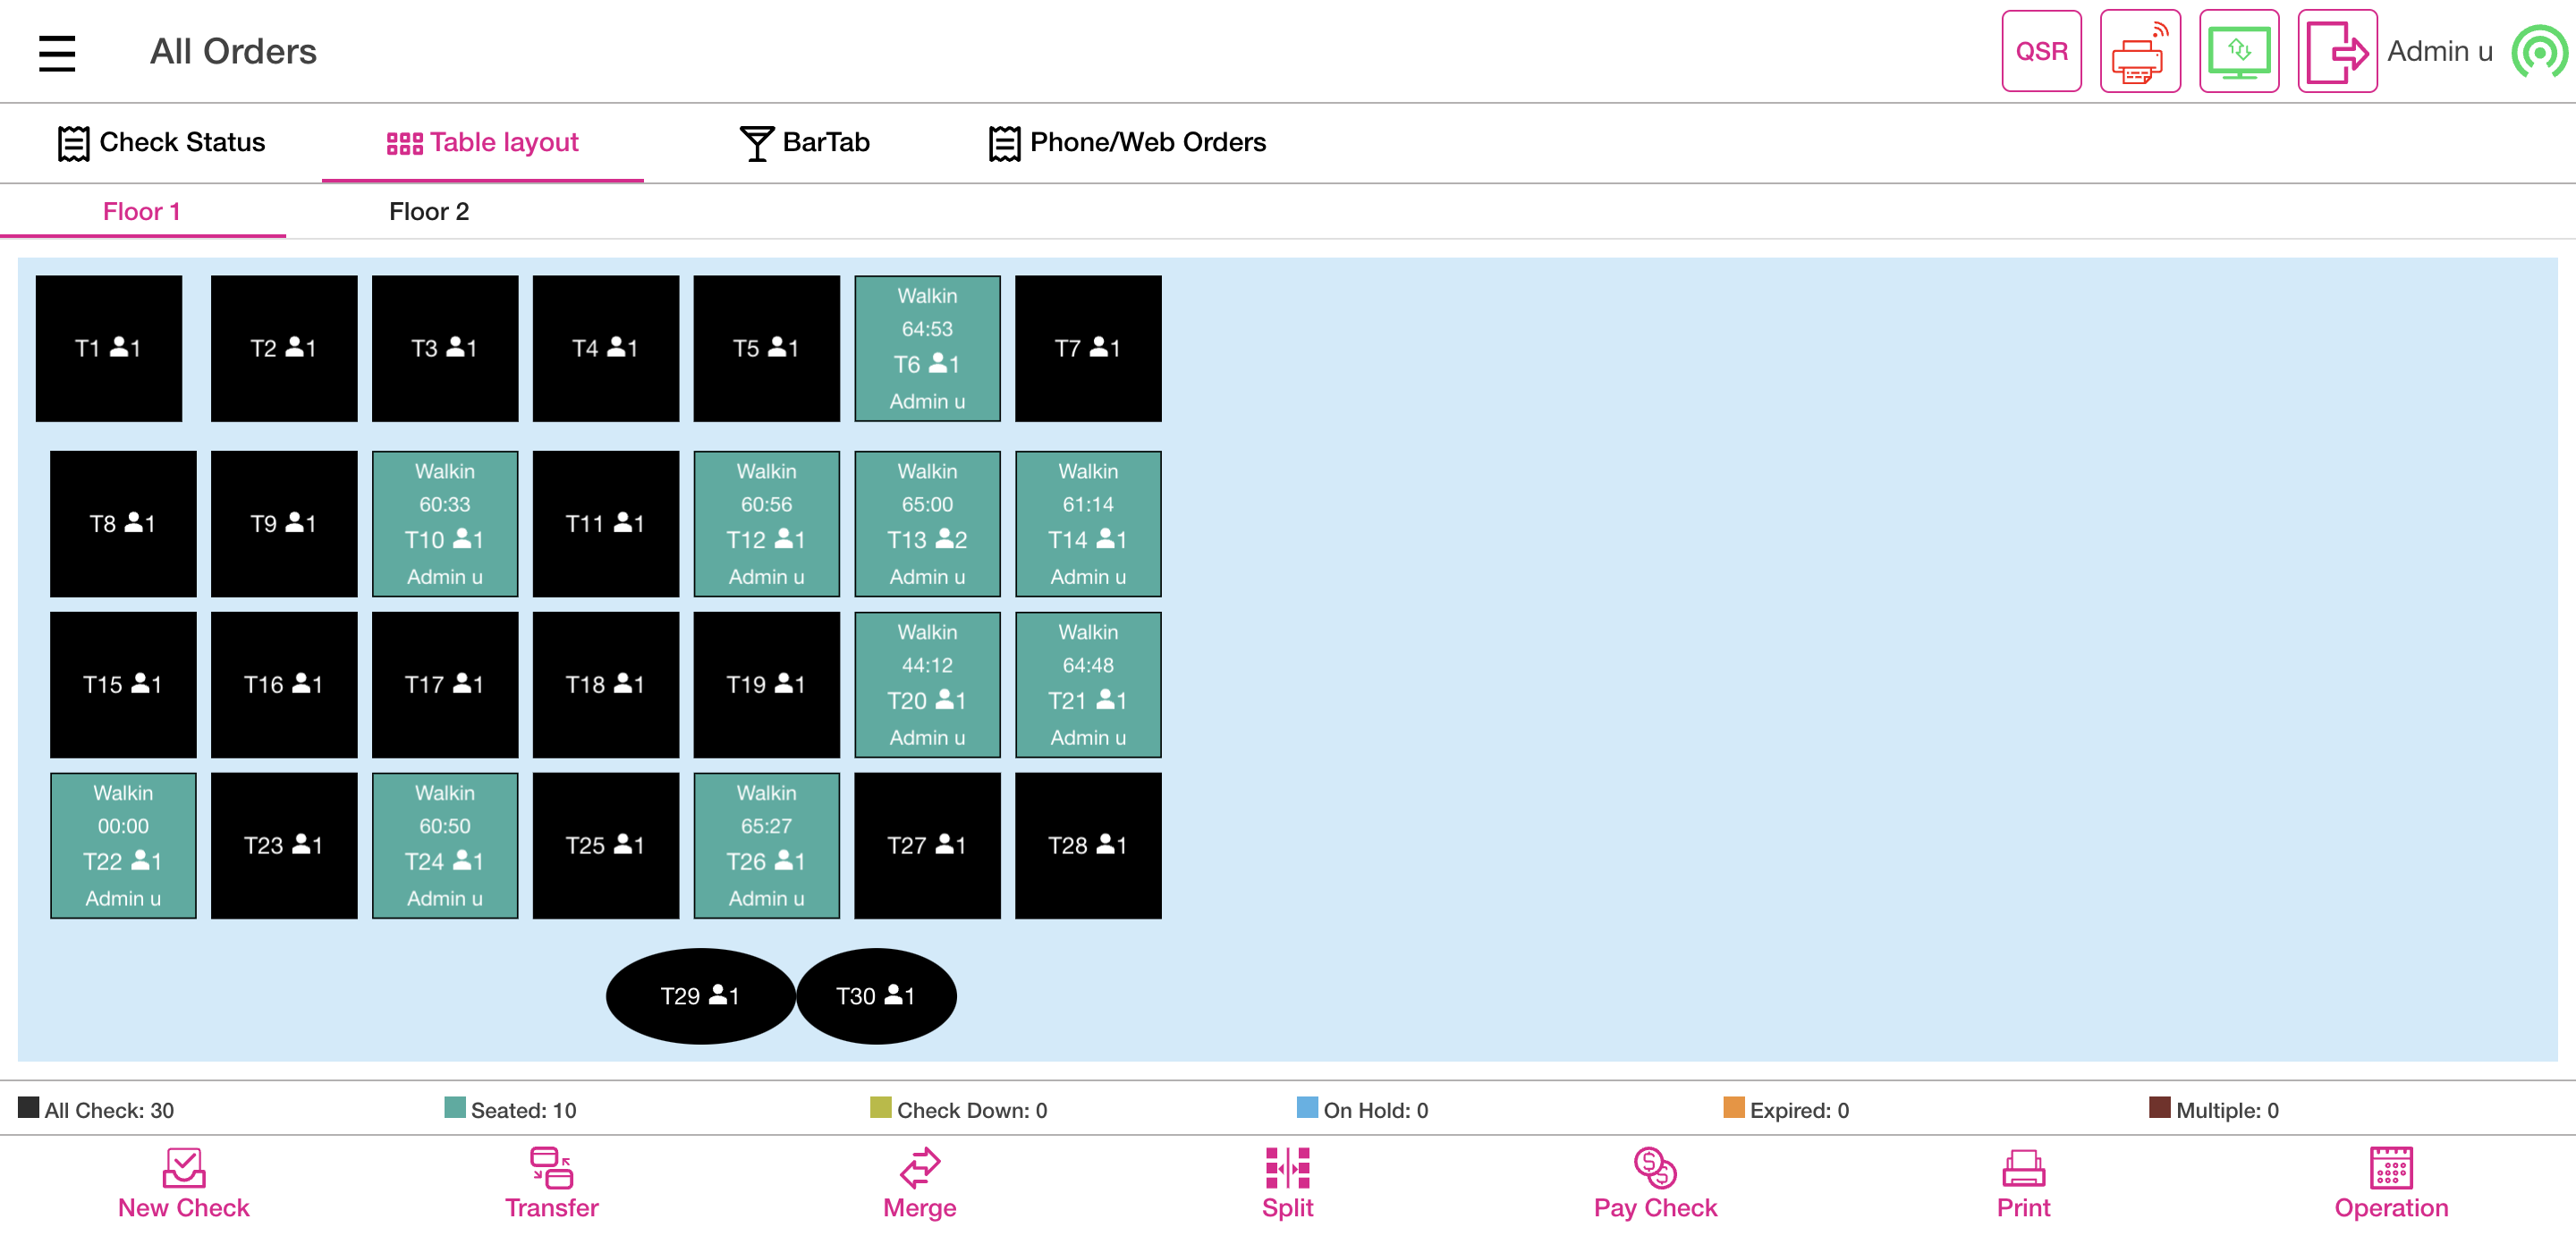 All Orders
QSR
Admin u
Check Status
Table layout
BarTab
Phone/Web Orders
Floor 1
Floor 2
T1 1
T2 1
T3 1
T4 1
T5 1
Walkin
64:53
T6 1
Admin u
T7 1
T8 1
T9 1
Walkin
60:33
T10 1
Admin u
T11 1
Walkin
60:56
T12 1
Admin u
Walkin
65:00
T13 2
Admin u
Walkin
61:14
T14 1
Admin u
T15 1
T16 1
T17 1
T18 1
T19 1
Walkin
44:12
T20 1
Admin u
Walkin
64:48
T21 1
Admin u
Walkin
00:00
T22 1
Admin u
T23 1
Walkin
60:50
T24 1
Admin u
T25 1
Walkin
65:27
T26 1
Admin u
T27 1
T28 1
T29 1
T30 1
All Check: 30
Seated: 10
Check Down: 0
On Hold: 0
Expired: 0
Multiple: 0
New Check
Transfer
Merge
Split
Pay Check
Print
Operation